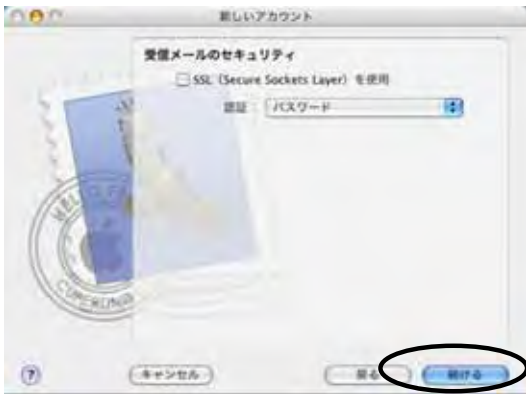 新しいアカウント
受信メールのセキュリティ
SSL（Secure Sockets Layer）を使用
認証： パスワード
?
キャンセル 戻る 続ける